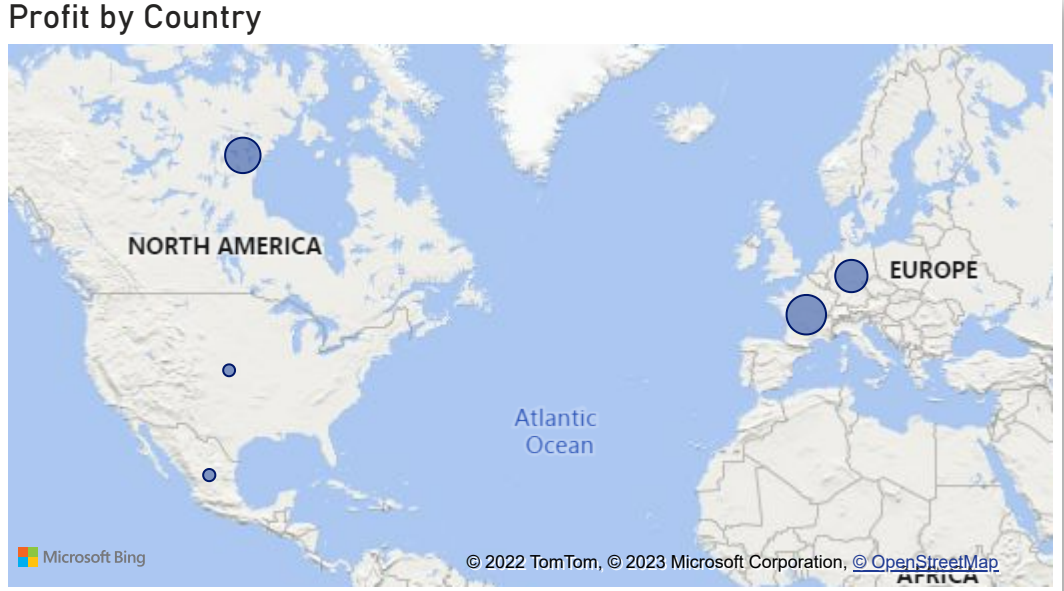 Profit by Country
NORTH AMERICA
EUROPE
Atlantic
Ocean
Microsoft Bing
© 2022 TomTom, © 2023 Microsoft Corporation, © OpenStreetMap
AFRICA